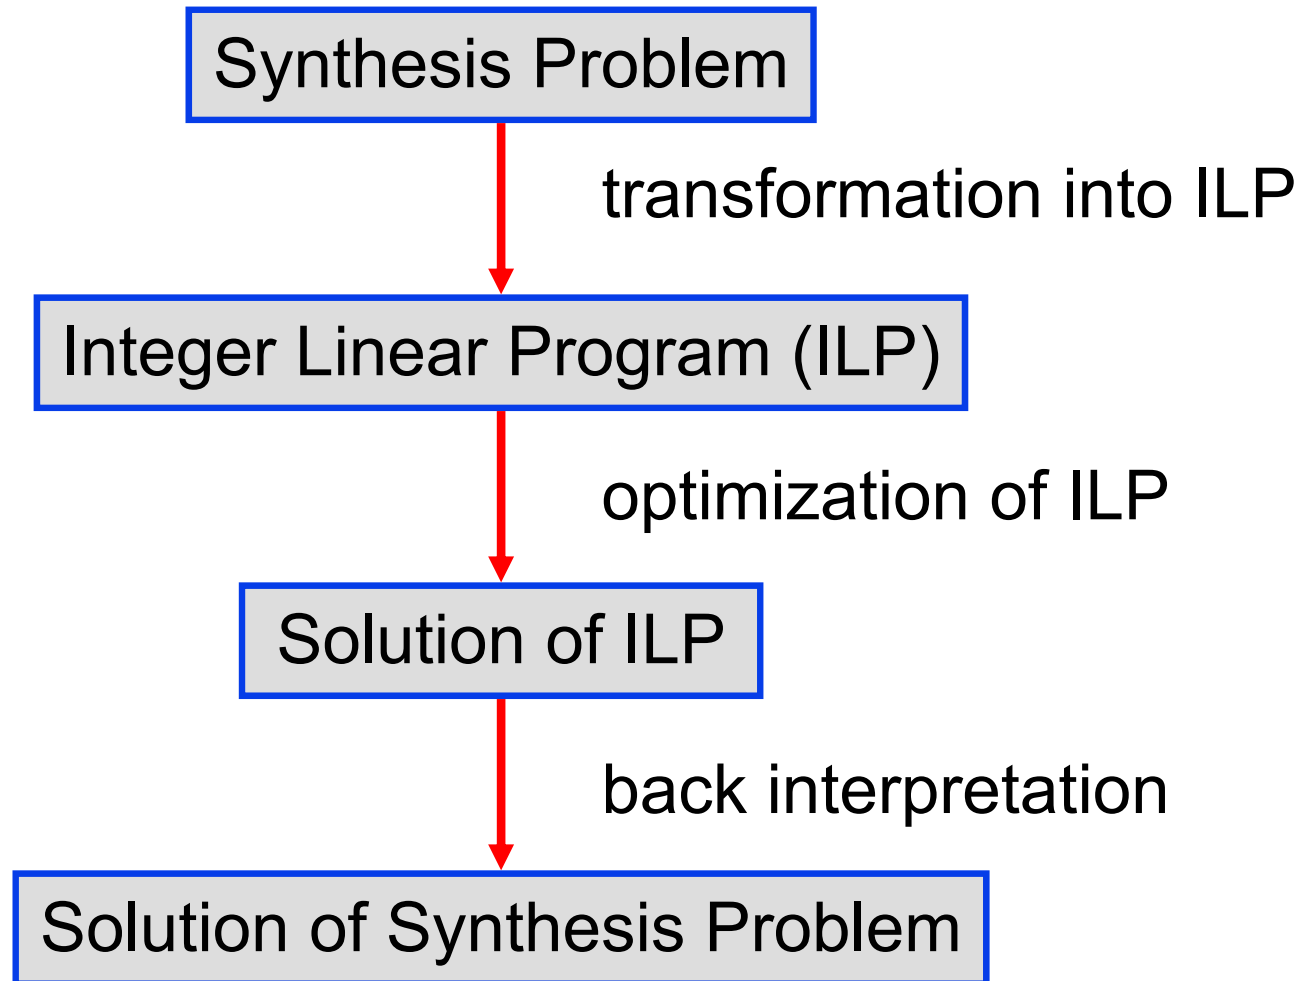 Synthesis Problem
transformation into ILP
Integer Linear Program (ILP)
optimization of ILP
Solution of ILP
back interpretation
Solution of Synthesis Problem